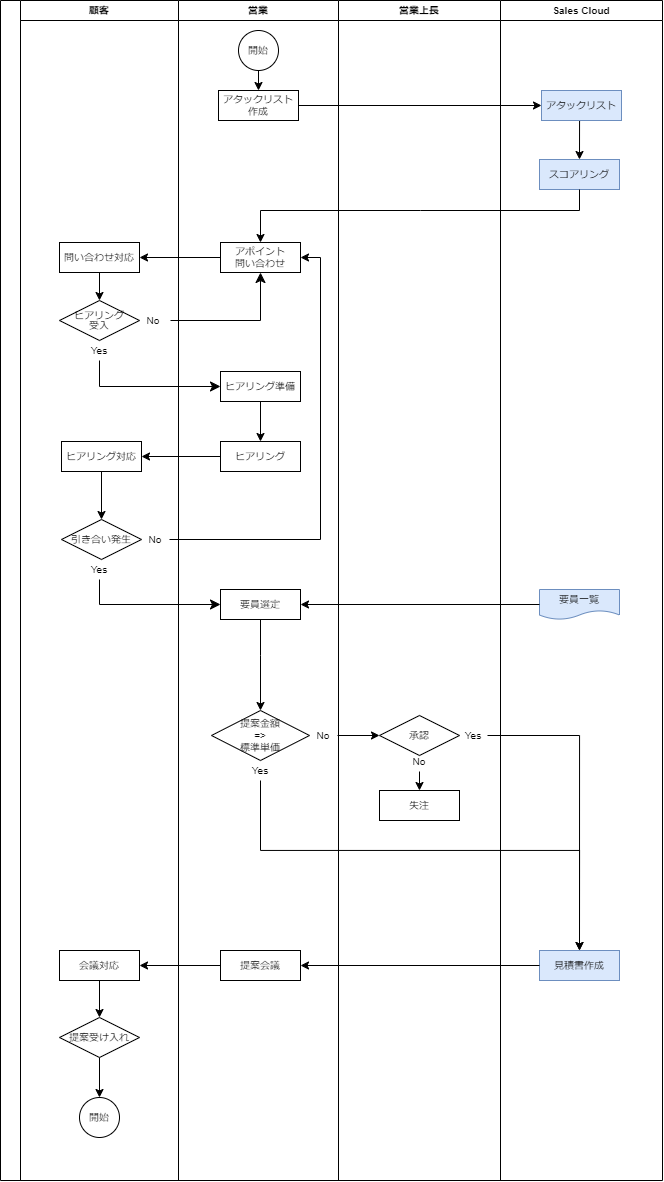 顧客
営業
営業上長
Sales Cloud
開始
アタックリスト
作成
アタックリスト
スコアリング
問い合わせ対応
アポイント
問い合わせ
ヒアリング
受入
No
Yes
ヒアリング準備
ヒアリング対応
ヒアリング
引き合い発生
No
Yes
要員選定
要員一覧
提案金額
=>
標準単価
No
承認
Yes
Yes
No
失注
会議対応
提案会議
見積書作成
提案受け入れ
開始